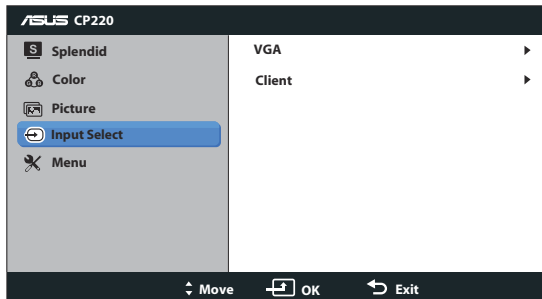 ASUS CP220
S Splendid
Color
Picture
Input Select
Menu
VGA
Client
Move OK Exit